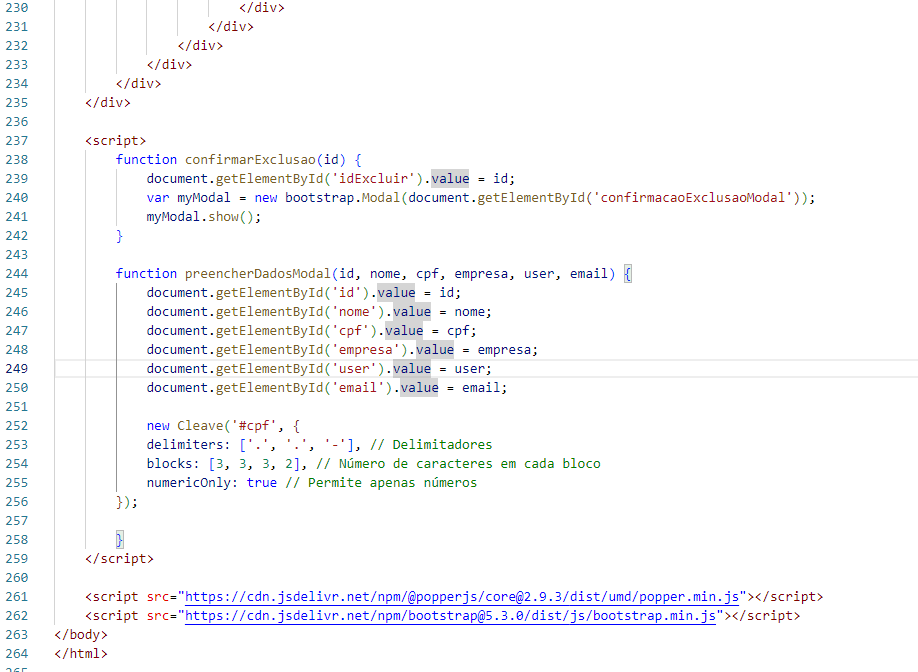 230 </div>
231 </div>
232 </div>
233 </div>
234 </div>
235 </div>
236
237 <script>
238 function confirmarExclusao(id) {
239 document.getElementById('idExcluir').value = id;
240 var myModal = new bootstrap.Modal(document.getElementById('confirmacaoExclusaoModal'));
241 myModal.show();
242 }
243
244 function preencherDadosModal(id, nome, cpf, empresa, user, email) {
245 document.getElementById('id').value = id;
246 document.getElementById('nome').value = nome;
247 document.getElementById('cpf').value = cpf;
248 document.getElementById('empresa').value = empresa;
249 document.getElementById('user').value = user;
250 document.getElementById('email').value = email;
251
252 new Cleave('#cpf', {
253 delimiters: ['.', '.', '-'], // Delimitadores
254 blocks: [3, 3, 3, 2], // Número de caracteres em cada bloco
255 numericOnly: true // Permite apenas números
256 });
257
258 }
259 </script>
260
261 <script src="https://cdn.jsdelivr.net/npm/@popperjs/core@2.9.3/dist/umd/popper.min.js"></script>
262 <script src="https://cdn.jsdelivr.net/npm/bootstrap@5.3.0/dist/js/bootstrap.min.js"></script>
263 </body>
264 </html>
265